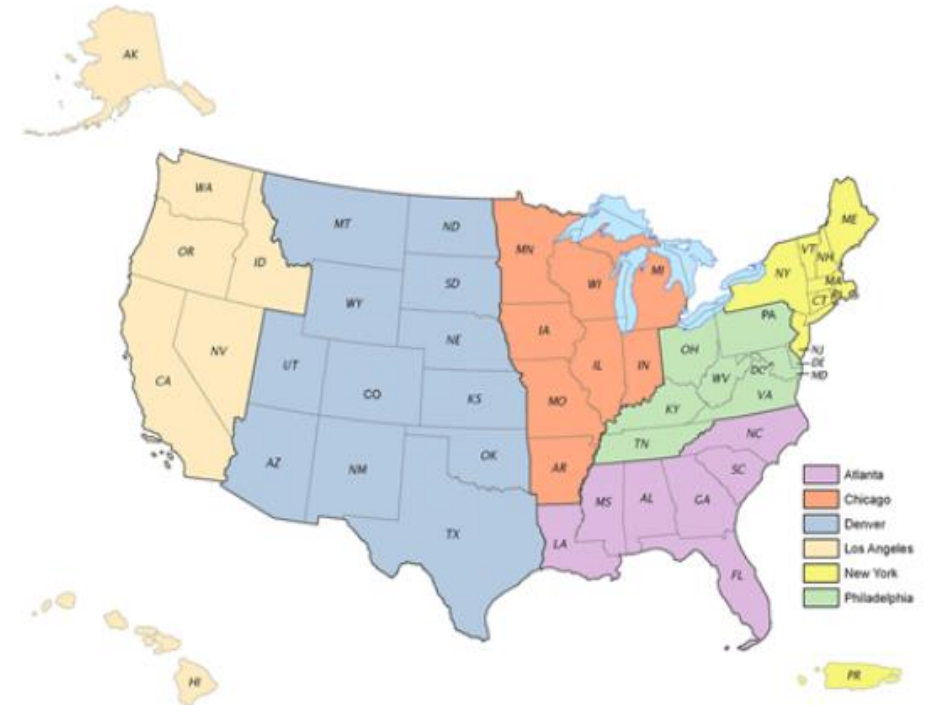 AK
WA
MT
ND
MN
ME
VT
NH
OR
ID
SD
WI
MI
NY
MA
CT
WY
IA
PA
NV
UT
NE
IL
IN
OH
NJ
DE
MD
CA
CO
KS
MO
WV
DC
VA
KY
AZ
NM
OK
AR
TN
NC
SC
TX
LA
MS
AL
GA
FL
Atlanta
Chicago
Denver
Los Angeles
New York
Philadelphia
HI
PR